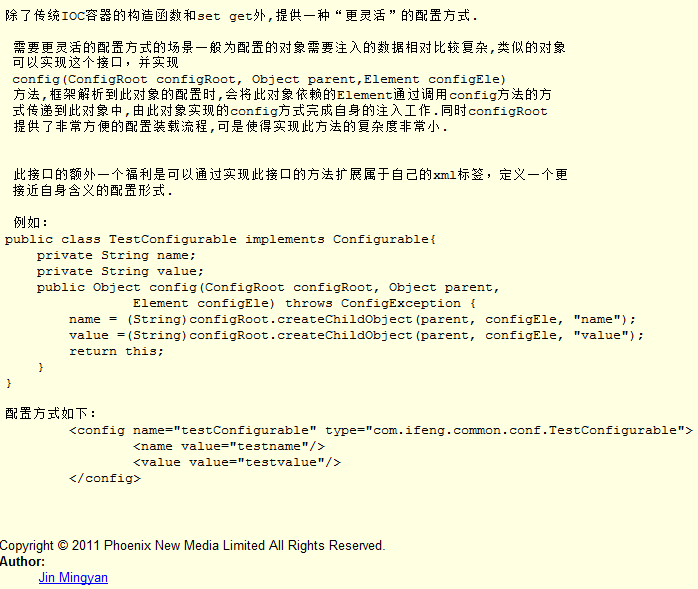 除了传统IOC容器的构造函数和set get外,提供一种“更灵活”的配置方式.
需要更灵活的配置方式的场景一般为配置的对象需要注入的数据相对比较复杂,类似的对象
可以实现这个接口，并实现
config(ConfigRoot configRoot, Object parent,Element configEle)
方法,框架解析到此对象的配置时,会将此对象依赖的Element通过调用config方法的方
式传递到此对象中,由此对象实现的config方式完成自身的注入工作.同时configRoot
提供了非常方便的配置装载流程,可是使得实现此方法的复杂度非常小.
此接口的额外一个福利是可以通过实现此接口的方法扩展属于自己的xml标签，定义一个更
接近自身含义的配置形式.
例如：
public class TestConfigurable implements Configurable{
private String name;
private String value;
public Object config(ConfigRoot configRoot, Object parent,
Element configEle) throws ConfigException {
name = (String)configRoot.createChildObject(parent, configEle, "name");
value =(String)configRoot.createChildObject(parent, configEle, "value");
return this;
}
}
配置方式如下：
<config name="testConfigurable" type="com.ifeng.common.conf.TestConfigurable">
<name value="testname"/>
<value value="testvalue"/>
</config>
Copyright © 2011 Phoenix New Media Limited All Rights Reserved.
Author:
Jin Mingyan